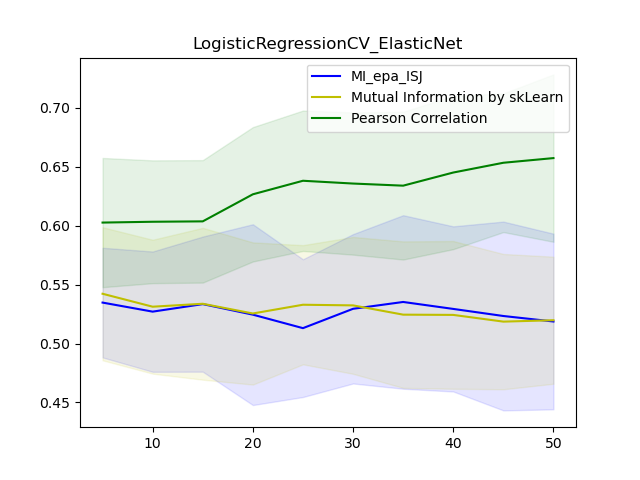 LogisticRegressionCV_ElasticNet
MI_epa_ISJ
Mutual Information by skLearn
Pearson Correlation
0.70
0.65
0.60
0.55
0.50
0.45
10 20 30 40 50